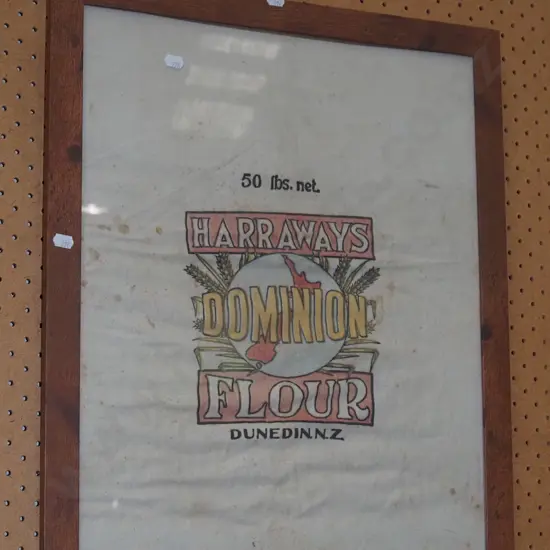 50 lbs. net.
HARRAWAYS
DOMINION
FLOUR
DUNEDIN N.Z